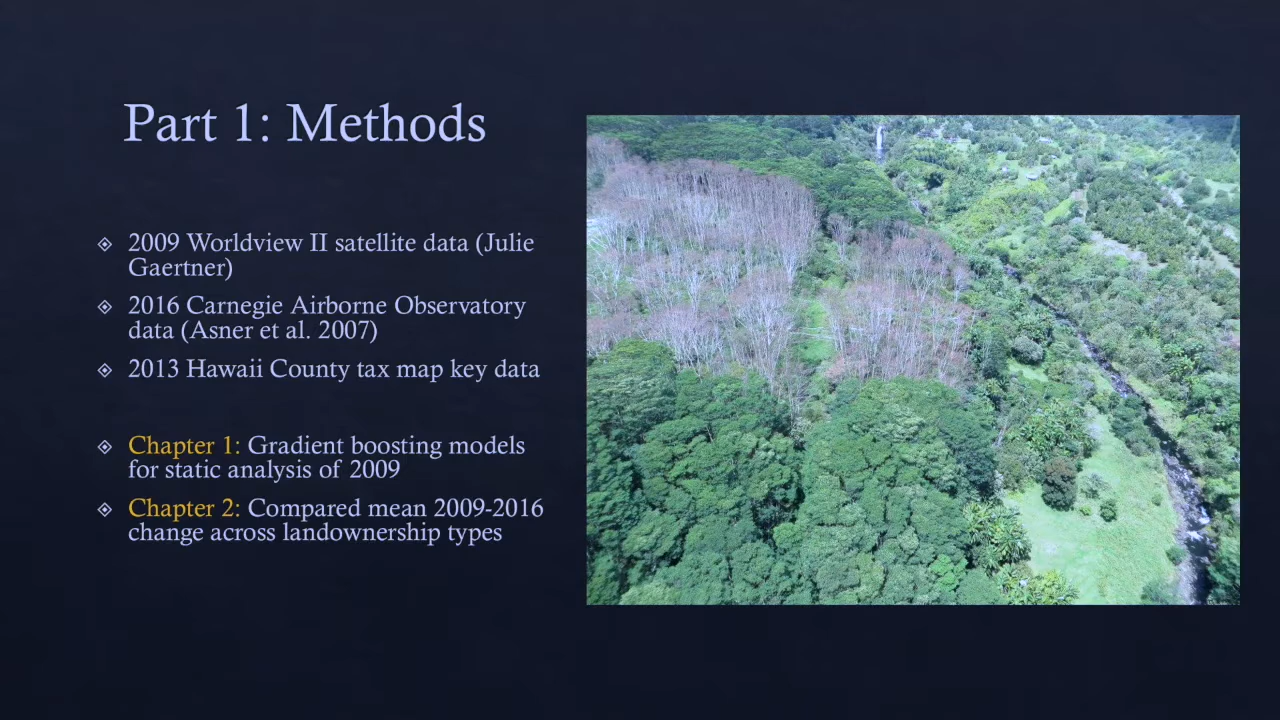 Part 1: Methods
2009 Worldview II satellite data (Julie
Gaertner)
2016 Carnegie Airborne Observatory
data (Asner et al. 2007)
2013 Hawaii County tax map key data
Chapter 1: Gradient boosting models
for static analysis of 2009
Chapter 2: Compared mean 2009-2016
change across landownership types